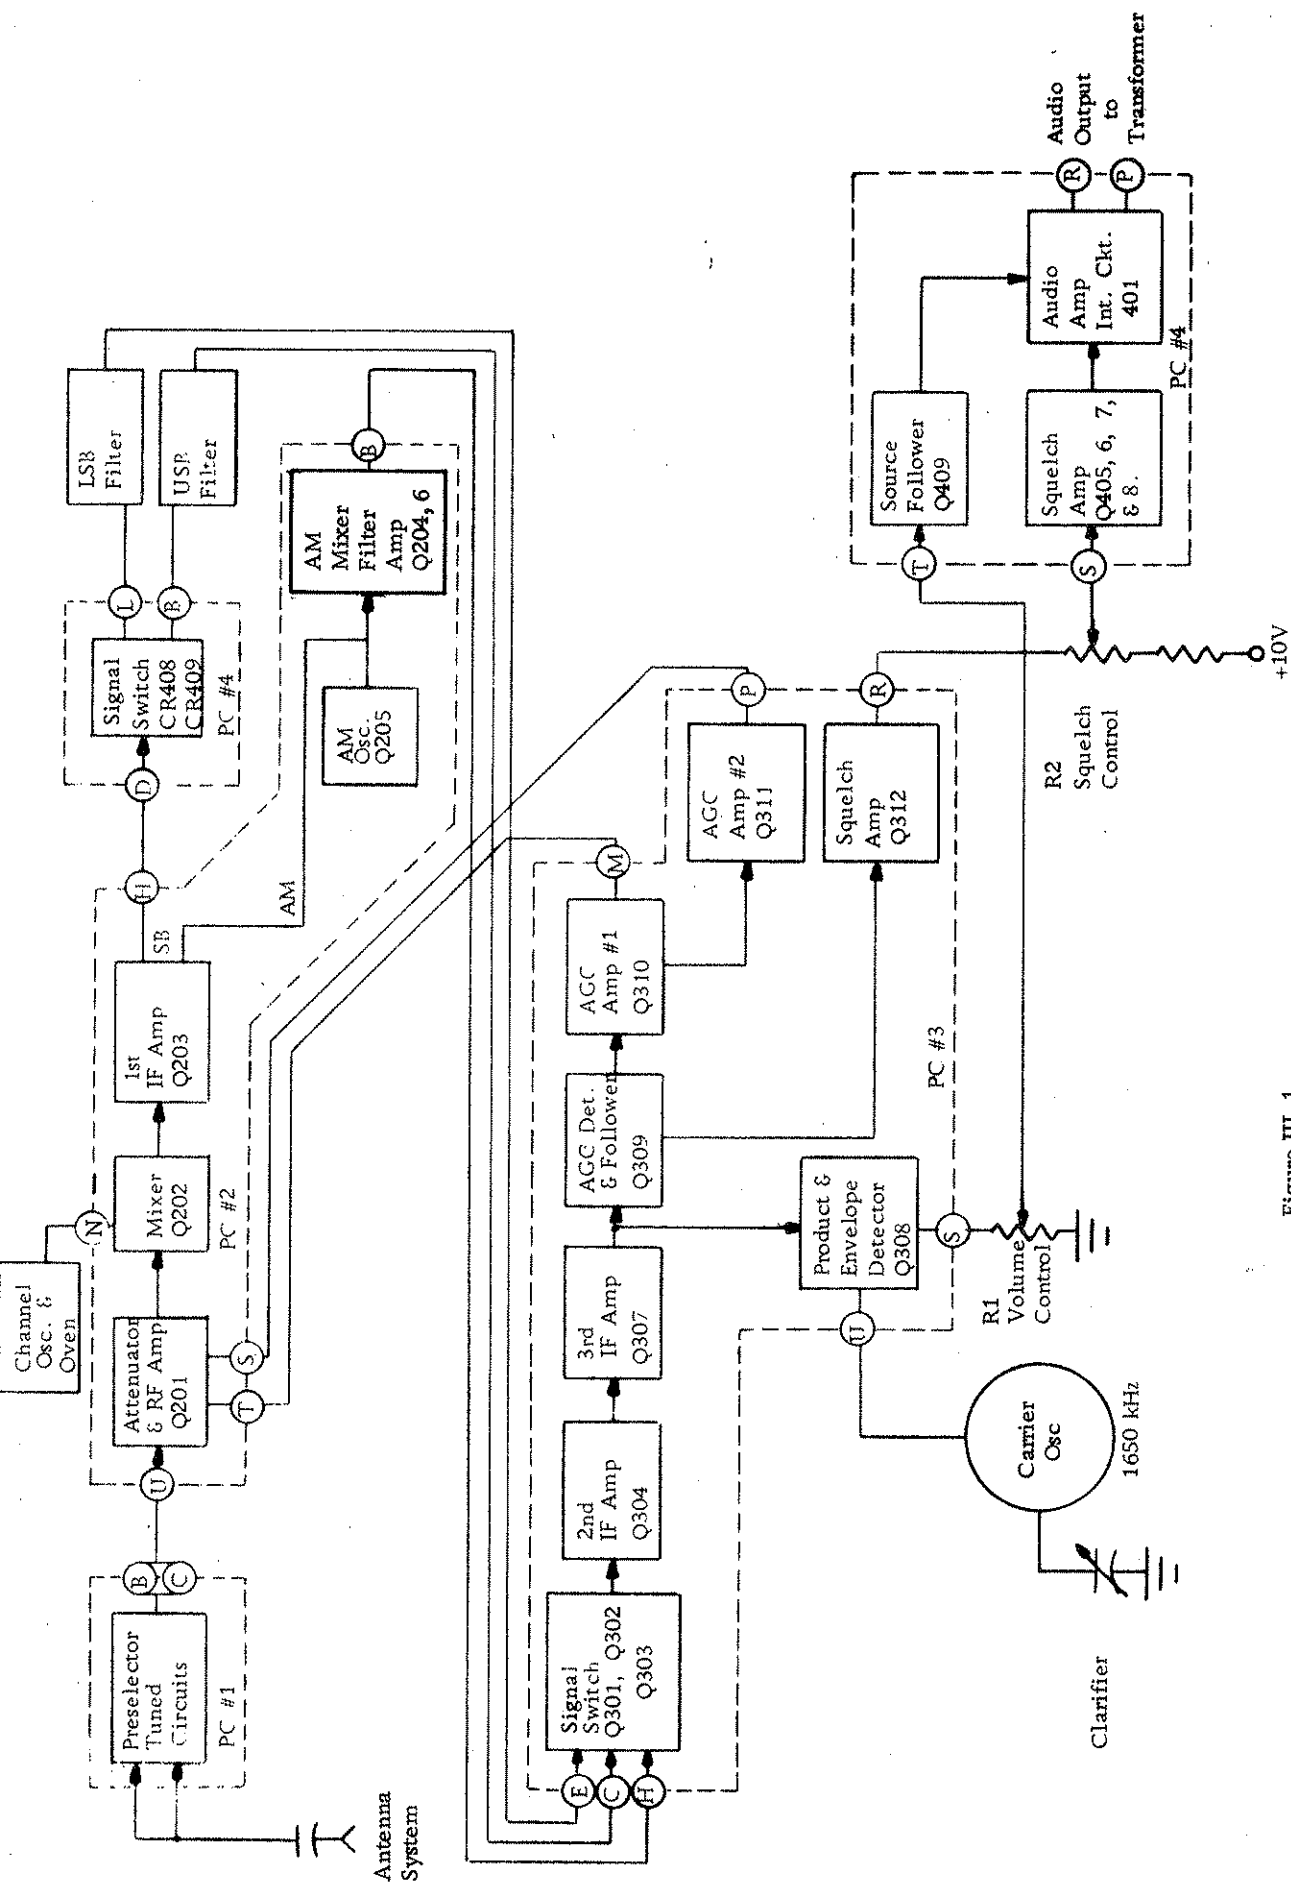 Antenna
System
Preselector
Tuned
Circuits
PC #1
B
C
U
Attenuator
& RF Amp
Q201
T
S
Channel
Osc. &
Oven
N
Mixer
Q202
PC #2
1st
IF Amp
Q203
SB
AM
H
D
Signal
Switch
CR408
CR409
PC #4
L
B
LSB
Filter
USB
Filter
AM
Osc.
Q205
AM
Mixer
Filter
Amp
Q204, 6
B
E
C
H
Signal
Switch
Q301, Q302
Q303
2nd
IF Amp
Q304
3rd
IF Amp
Q307
AGC Det.
& Follower
Q309
AGC
Amp #1
Q310
M
AGC
Amp #2
Q311
P
Squelch
Amp
Q312
R
Product &
Envelope
Detector
Q308
U
S
PC #3
Clarifier
Carrier
Osc
1650 kHz
R1
Volume
Control
R2
Squelch
Control
+10V
T
S
Source
Follower
Q409
Squelch
Amp
Q405, 6, 7,
& 8.
Audio
Amp
Int. Ckt.
401
PC #4
R
P
Audio
Output
to
Transformer
Figure III-1